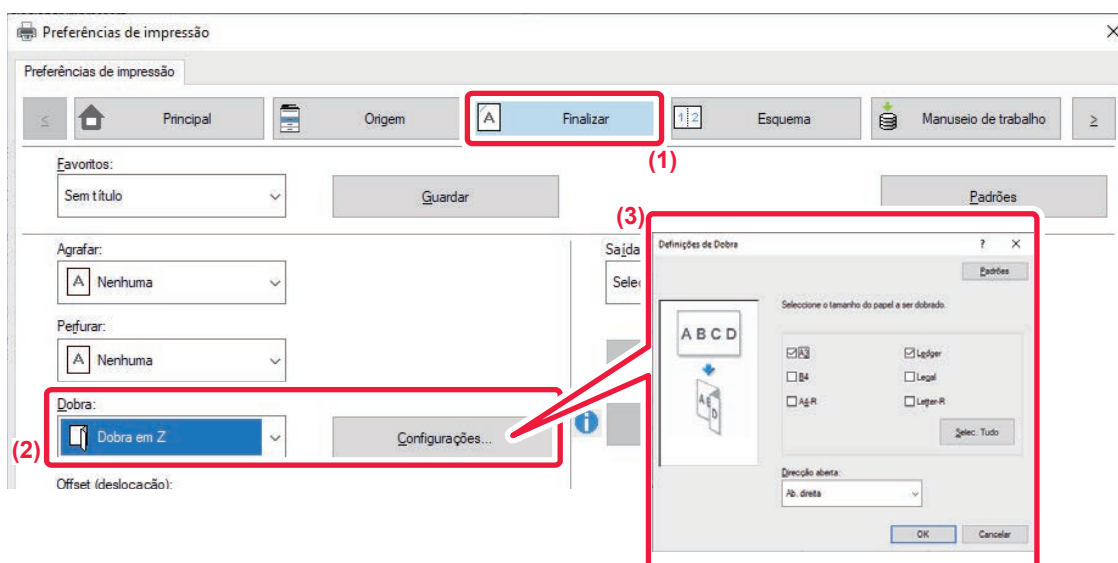 Preferências de impressão
Preferências de impressão
≤ Principal Origem A Finalizar 1 2 Esquema Manuseio de trabalho ≥
(1)
Favoritos:
Sem título Guardar Padrões
Agrafar:
A Nenhuma
Perfurar:
A Nenhuma
Dobra:
(2)
Dobra em Z Configurações...
Offset (deslocação):
Saída
(3)
Definições de Dobra ? ×
Padrões
Seleccione o tamanho do papel a ser dobrado.
A B C D
A3 Ledger
B4 Legal
A4-R Letter-R
Selec. Tudo
Direcção aberta:
Ab. direita
OK Cancelar